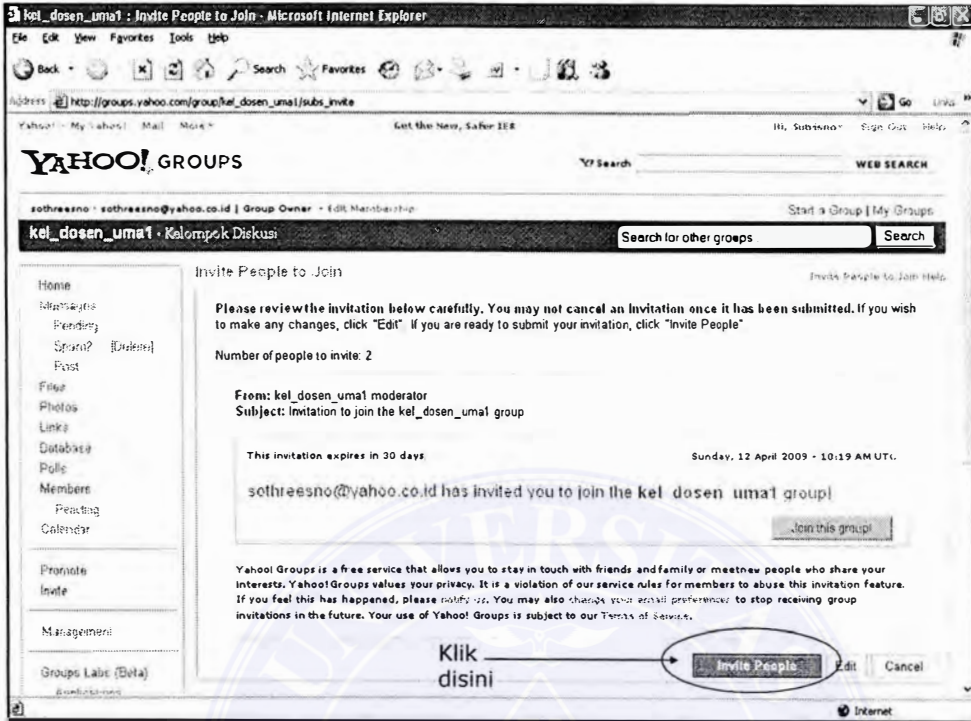 kel_dosen_uma1 : Invite People to Join - Microsoft Internet Explorer
File Edit View Favorites Tools Help
Back Search Favorites
Address http://groups.yahoo.com/group/kel_dosen_uma1/subs_invite Go Links
Yahoo! My Yahoo! Mail More Get the New, Safer IE8 Hi, Sign Out Help
YAHOO! GROUPS Y! Search WEB SEARCH
sothreesno · sothreesno@yahoo.co.id | Group Owner - Edit Membership Start a Group | My Groups
kel_dosen_uma1 · Kelompok Diskusi Search for other groups Search
Invite People to Join Invite People to Join Help
Home
Messages
Pending
Spam? [Delete]
Post
Files
Photos
Links
Database
Polls
Members
Pending
Calendar
Promote
Invite
Management
Groups Labs (Beta)
Please review the invitation below carefully. You may not cancel an Invitation once it has been submitted. If you wish
to make any changes, click "Edit" If you are ready to submit your invitation, click "Invite People"
Number of people to invite: 2
From: kel_dosen_uma1 moderator
Subject: Invitation to join the kel_dosen_uma1 group
This invitation expires in 30 days Sunday, 12 April 2009 - 10:19 AM UTC
sothreesno@yahoo.co.id has invited you to join the kel dosen uma1 group!
Join this group!
Yahoo! Groups is a free service that allows you to stay in touch with friends and family or meet new people who share your
interests. Yahoo! Groups values your privacy. It is a violation of our service rules for members to abuse this invitation feature.
If you feel this has happened, please notify us. You may also change your email preferences to stop receiving group
invitations in the future. Your use of Yahoo! Groups is subject to our Terms of Service.
Klik
disini
Invite People Edit Cancel
Internet